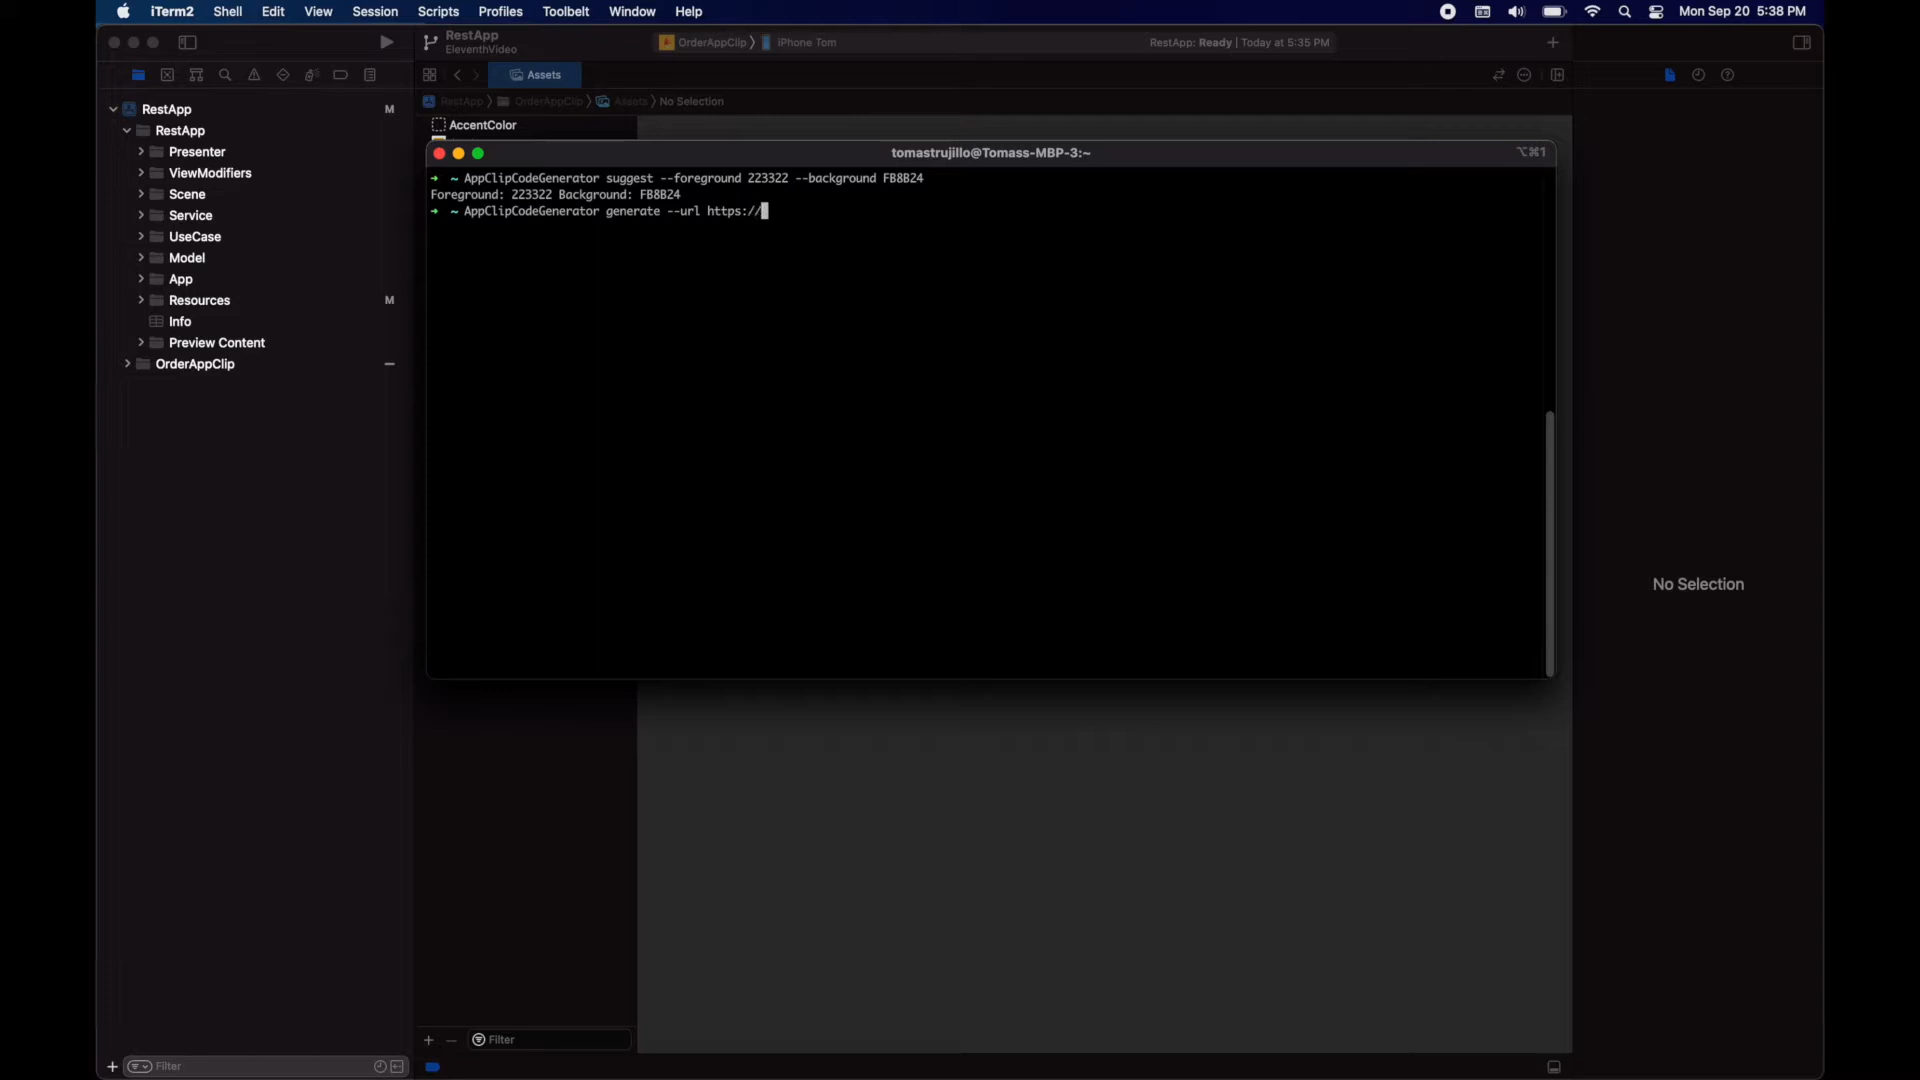 iTerm2 Shell Edit View Session Scripts Profiles Toolbelt Window Help Mon Sep 20 5:38 PM
RestApp
EleventhVideo
OrderAppClip iPhone Tom
RestApp: Ready | Today at 5:35 PM
Assets
RestApp OrderAppClip Assets No Selection
RestApp M
RestApp
Presenter
ViewModifiers
Scene
Service
UseCase
Model
App
Resources M
Info
Preview Content
OrderAppClip
AccentColor
tomastrujillo@Tomass-MBP-3:~
⌥⌘1
➜ ~ AppClipCodeGenerator suggest --foreground 223322 --background FB8B24
Foreground: 223322 Background: FB8B24
➜ ~ AppClipCodeGenerator generate --url https://
No Selection
Filter
Filter